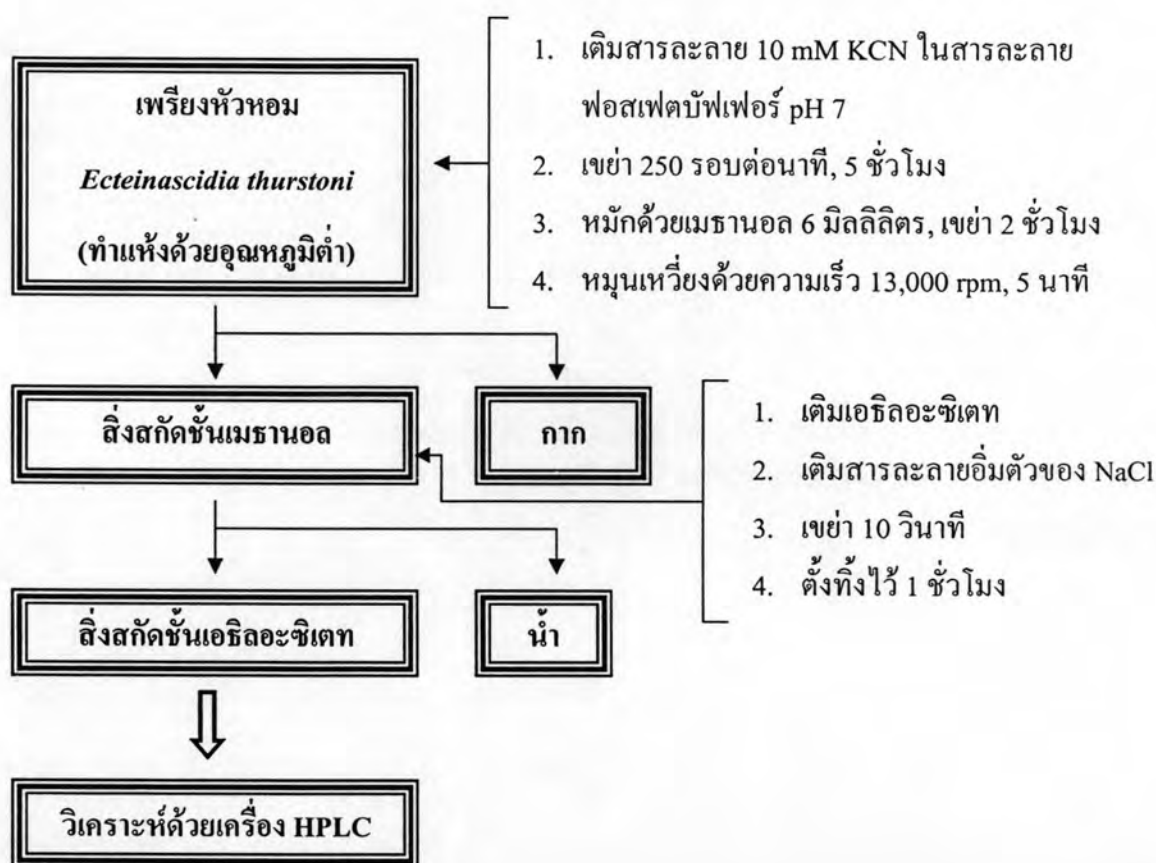 เพรียงหัวหอม
Ecteinascidia thurstoni
(ทำแห้งด้วยอุณหภูมิต่ำ)
1. เติมสารละลาย 10 mM KCN ในสารละลาย
ฟอสเฟตบัฟเฟอร์ pH 7
2. เขย่า 250 รอบต่อนาที, 5 ชั่วโมง
3. หมักด้วยเมธานอล 6 มิลลิลิตร, เขย่า 2 ชั่วโมง
4. หมุนเหวี่ยงด้วยความเร็ว 13,000 rpm, 5 นาที
สิ่งสกัดชั้นเมธานอล
กาก
1. เติมเอธิลอะซิเตท
2. เติมสารละลายอิ่มตัวของ NaCl
3. เขย่า 10 วินาที
4. ตั้งทิ้งไว้ 1 ชั่วโมง
สิ่งสกัดชั้นเอธิลอะซิเตท
น้ำ
วิเคราะห์ด้วยเครื่อง HPLC